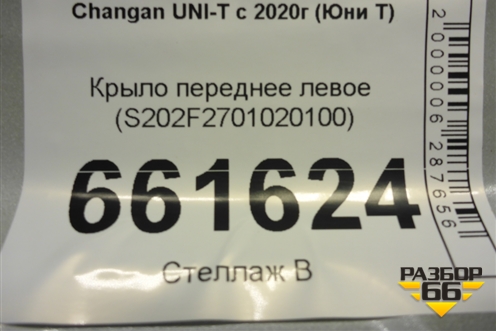 Changan UNI-T с 2020г (Юни Т)
Крыло переднее левое
(S202F2701020100)
661624
Стеллаж В
2000006287656
РАЗБОР
66